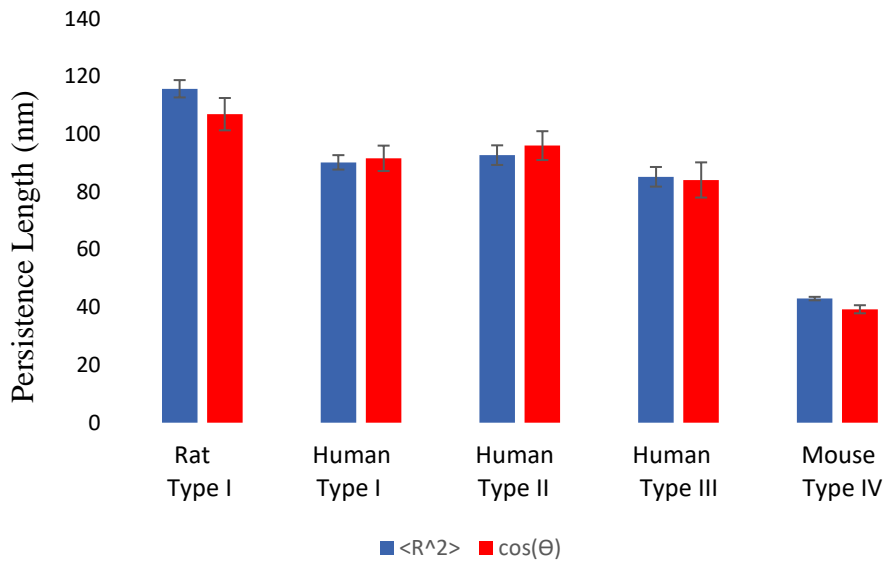 Persistence Length (nm)
140
120
100
80
60
40
20
0
Rat Human Human Human Mouse
Type I Type I Type II Type III Type IV
<R^2> cos(Ө)